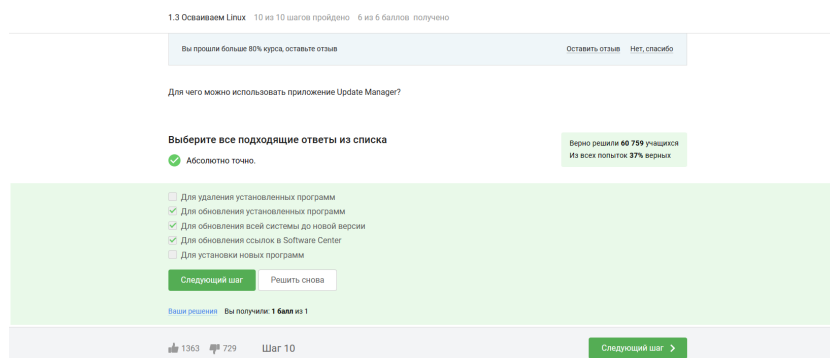 1.3 Осваиваем Linux 10 из 10 шагов пройдено 6 из 6 баллов получено
Вы прошли больше 80% курса, оставьте отзыв Оставить отзыв Нет, спасибо
Для чего можно использовать приложение Update Manager?
Выберите все подходящие ответы из списка
Верно решили 60 759 учащихся
Из всех попыток 37% верных
Абсолютно точно.
Для удаления установленных программ
Для обновления установленных программ
Для обновления всей системы до новой версии
Для обновления ссылок в Software Center
Для установки новых программ
Следующий шаг Решить снова
Ваши решения Вы получили: 1 балл из 1
1363 729 Шаг 10 Следующий шаг